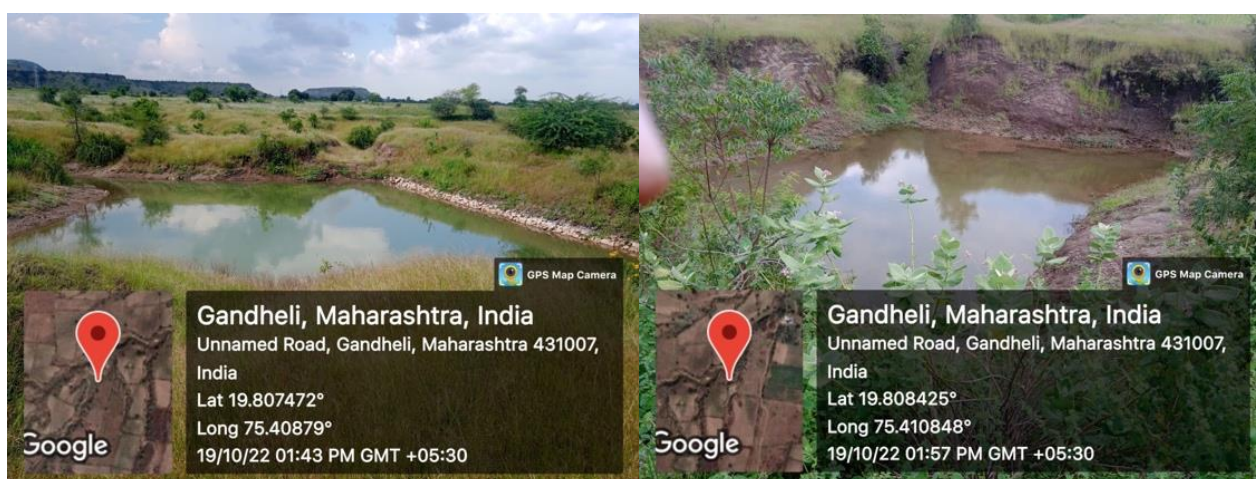 GPS Map Camera
Gandheli, Maharashtra, India
Unnamed Road, Gandheli, Maharashtra 431007,
India
Lat 19.807472°
Long 75.40879°
19/10/22 01:43 PM GMT +05:30
Google
GPS Map Camera
Gandheli, Maharashtra, India
Unnamed Road, Gandheli, Maharashtra 431007,
India
Lat 19.808425°
Long 75.410848°
19/10/22 01:57 PM GMT +05:30
Google